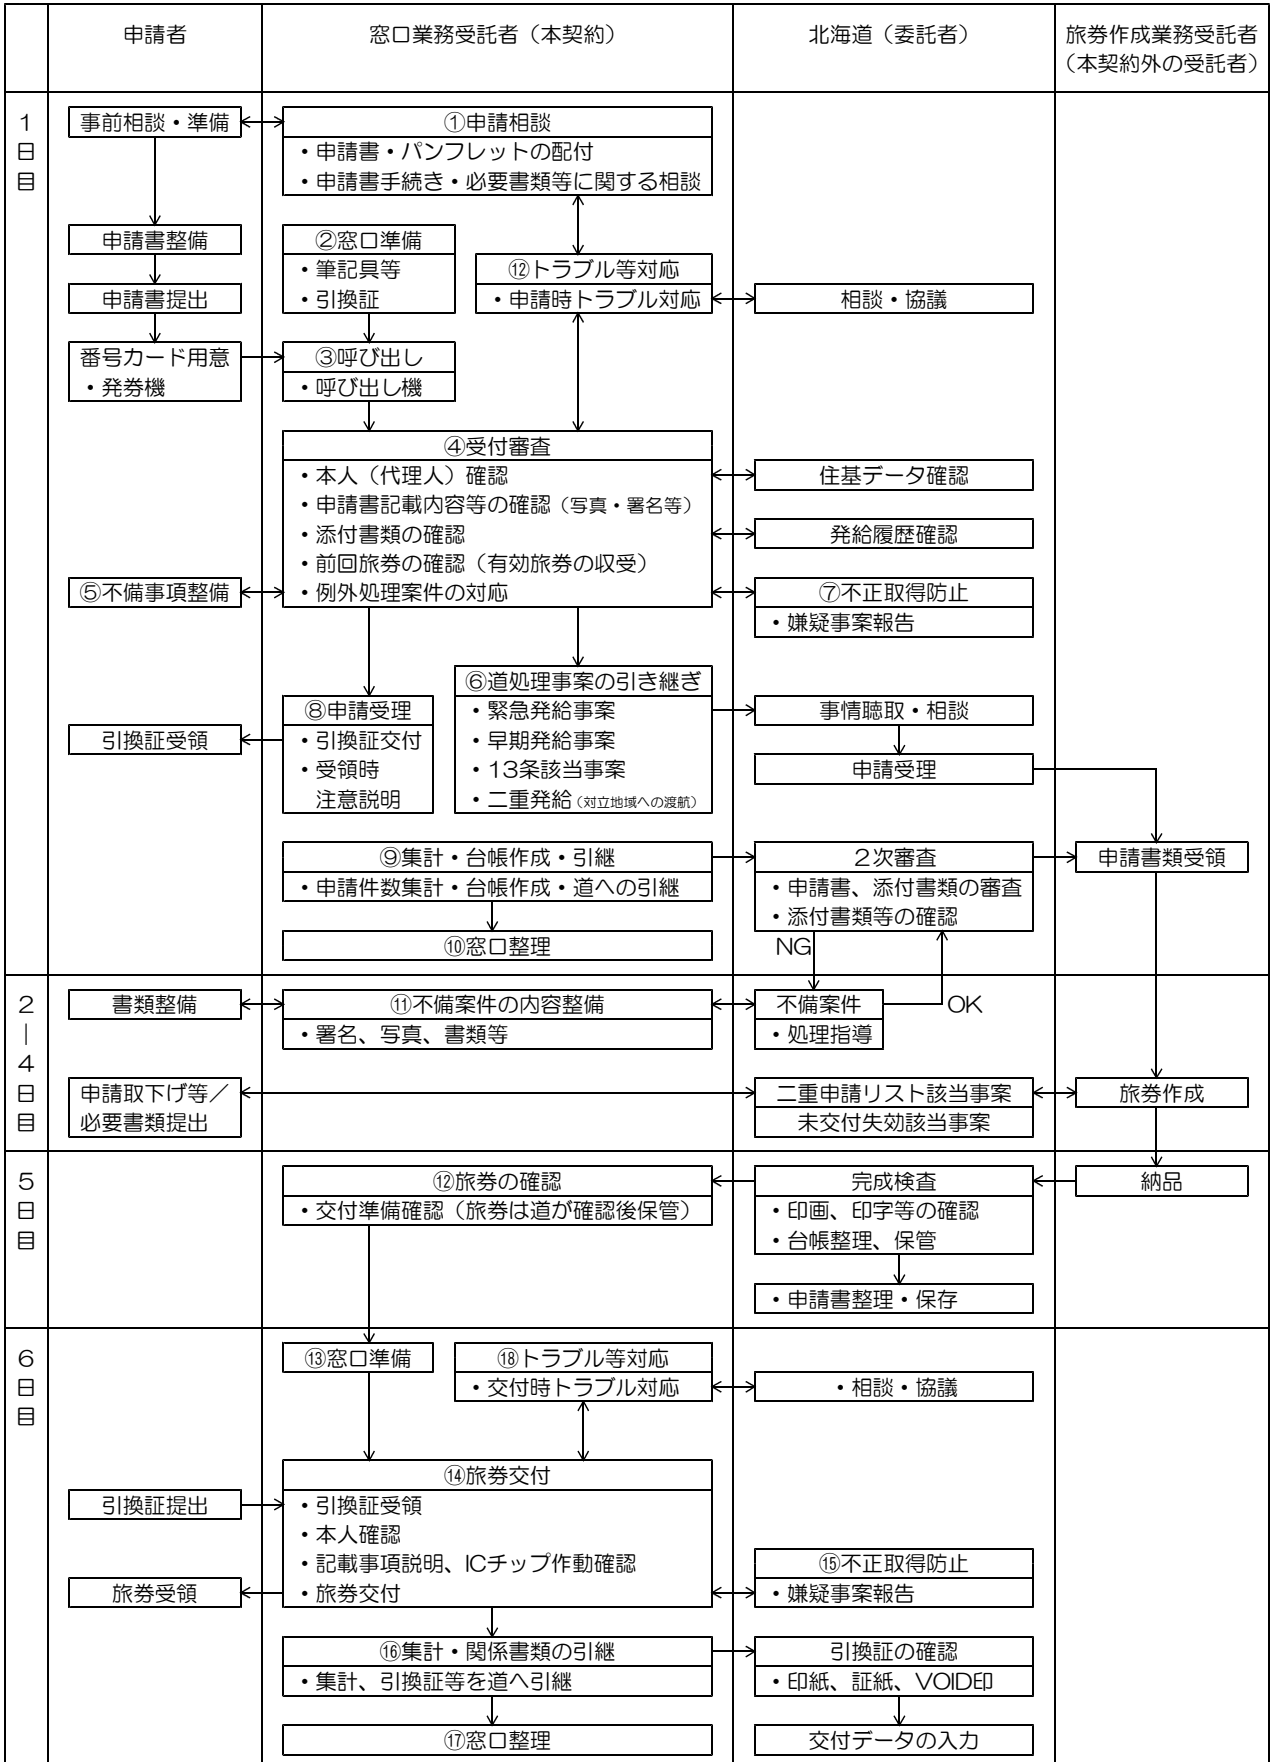 申請者
窓口業務受託者（本契約）
北海道（委託者）
旅券作成業務受託者
（本契約外の受託者）
1日目
事前相談・準備
①申請相談
・申請書・パンフレットの配付
・申請書手続き・必要書類等に関する相談
申請書整備
②窓口準備
・筆記具等
・引換証
⑫トラブル等対応
・申請時トラブル対応
相談・協議
申請書提出
番号カード用意
・発券機
③呼び出し
・呼び出し機
④受付審査
・本人（代理人）確認
・申請書記載内容等の確認（写真・署名等）
・添付書類の確認
・前回旅券の確認（有効旅券の収受）
・例外処理案件の対応
住基データ確認
発給履歴確認
⑤不備事項整備
⑦不正取得防止
・嫌疑事案報告
⑥道処理事案の引き継ぎ
・緊急発給事案
・早期発給事案
・13条該当事案
・二重発給（対立地域への渡航）
⑧申請受理
・引換証交付
・受領時
注意説明
引換証受領
事情聴取・相談
申請受理
⑨集計・台帳作成・引継
・申請件数集計・台帳作成・道への引継
２次審査
・申請書、添付書類の審査
・添付書類等の確認
申請書類受領
⑩窓口整理
NG
2｜4日目
書類整備
⑪不備案件の内容整備
・署名、写真、書類等
不備案件
・処理指導
OK
申請取下げ等／
必要書類提出
二重申請リスト該当事案
未交付失効該当事案
旅券作成
5日目
⑫旅券の確認
・交付準備確認（旅券は道が確認後保管）
完成検査
・印画、印字等の確認
・台帳整理、保管
納品
・申請書整理・保存
6日目
⑬窓口準備
⑱トラブル等対応
・交付時トラブル対応
・相談・協議
⑭旅券交付
・引換証受領
・本人確認
・記載事項説明、ICチップ作動確認
・旅券交付
引換証提出
旅券受領
⑮不正取得防止
・嫌疑事案報告
⑯集計・関係書類の引継
・集計、引換証等を道へ引継
引換証の確認
・印紙、証紙、VOID印
⑰窓口整理
交付データの入力